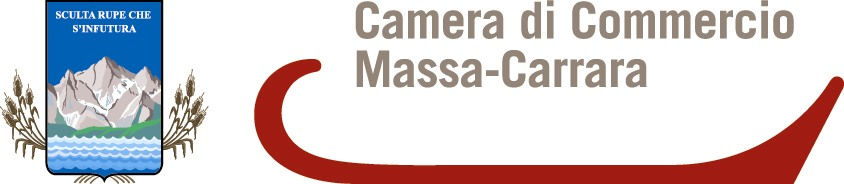 SCULTA RUPE CHE
S'INFUTURA
Camera di Commercio
Massa-Carrara